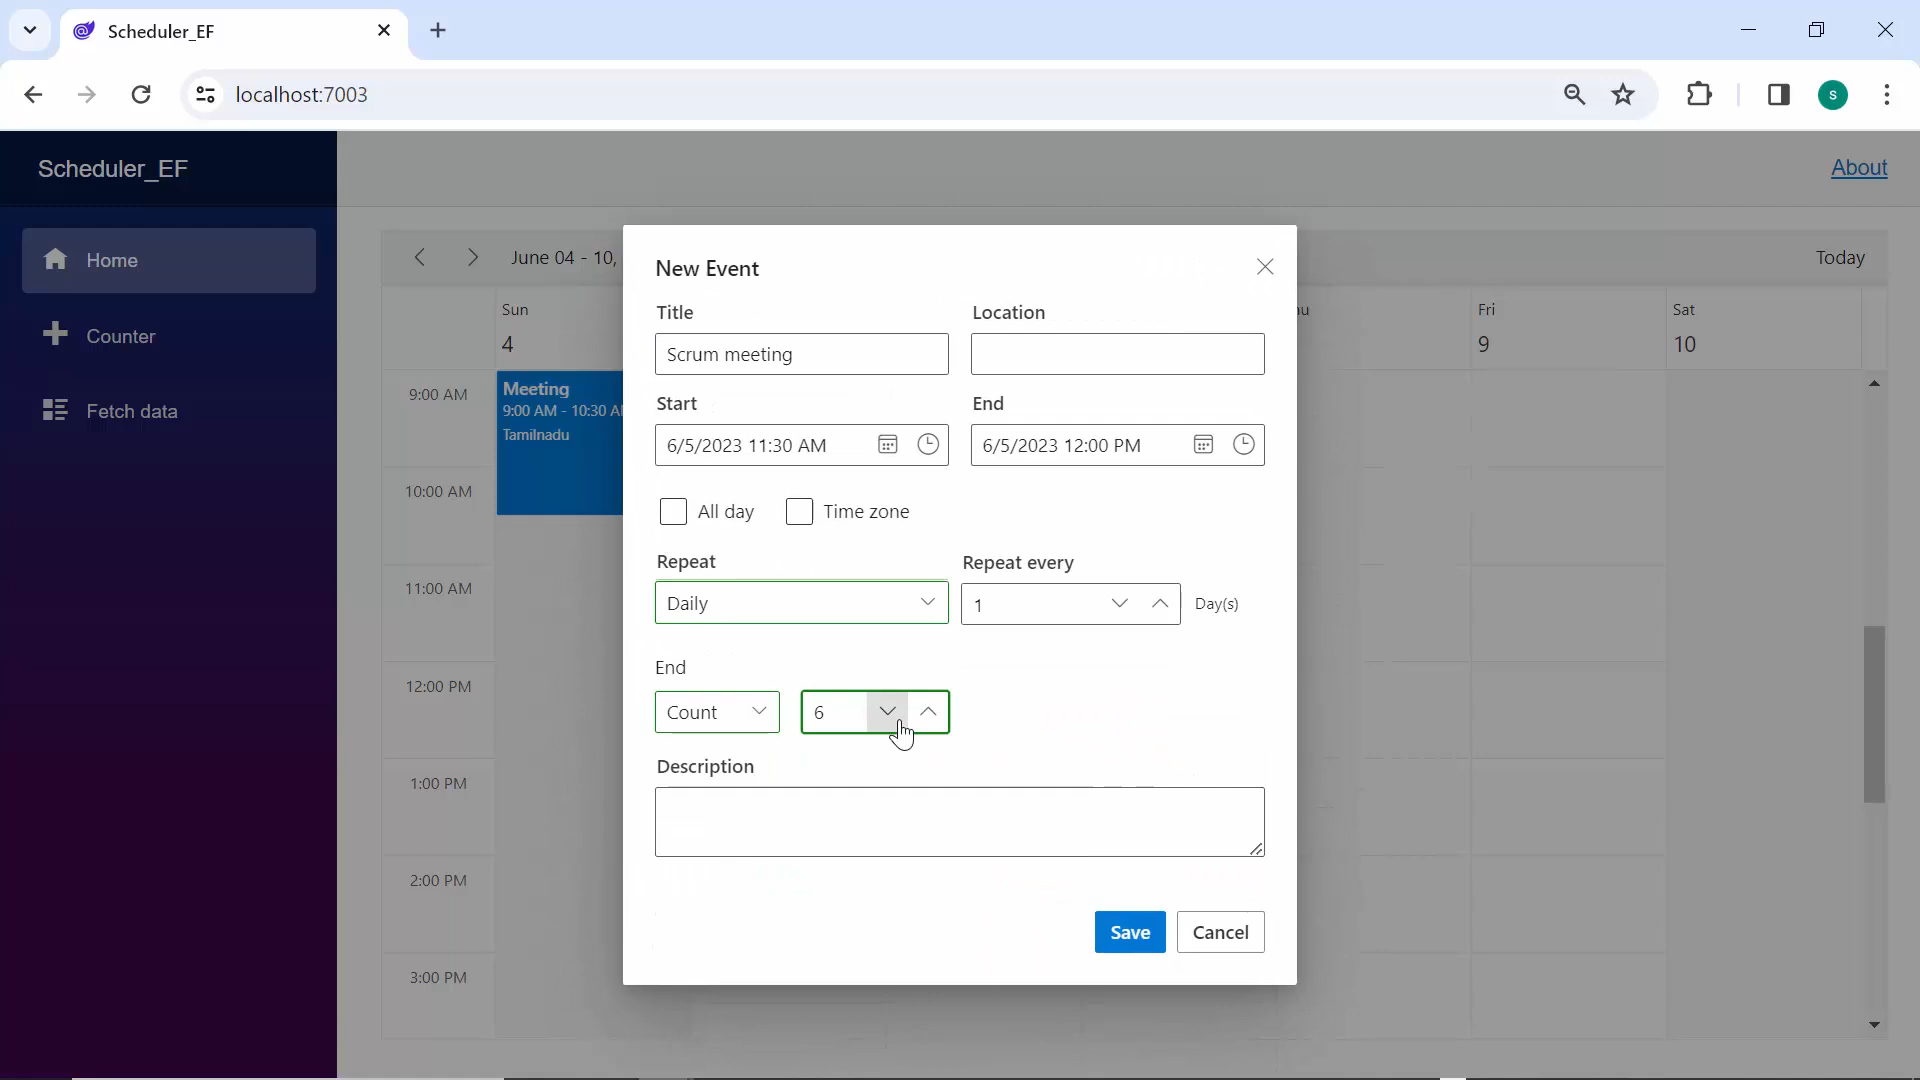 Scheduler_EF
localhost:7003
s
Scheduler_EF
About
Home
Counter
Fetch data
June 04 - 10,
Today
Sun
4
Fri
9
Sat
10
9:00 AM
10:00 AM
11:00 AM
12:00 PM
1:00 PM
2:00 PM
3:00 PM
Meeting
9:00 AM - 10:30 A
Tamilnadu
New Event
Title
Location
Scrum meeting
Start
End
6/5/2023 11:30 AM
6/5/2023 12:00 PM
All day
Time zone
Repeat
Repeat every
Daily
1
Day(s)
End
Count
6
Description
Save
Cancel